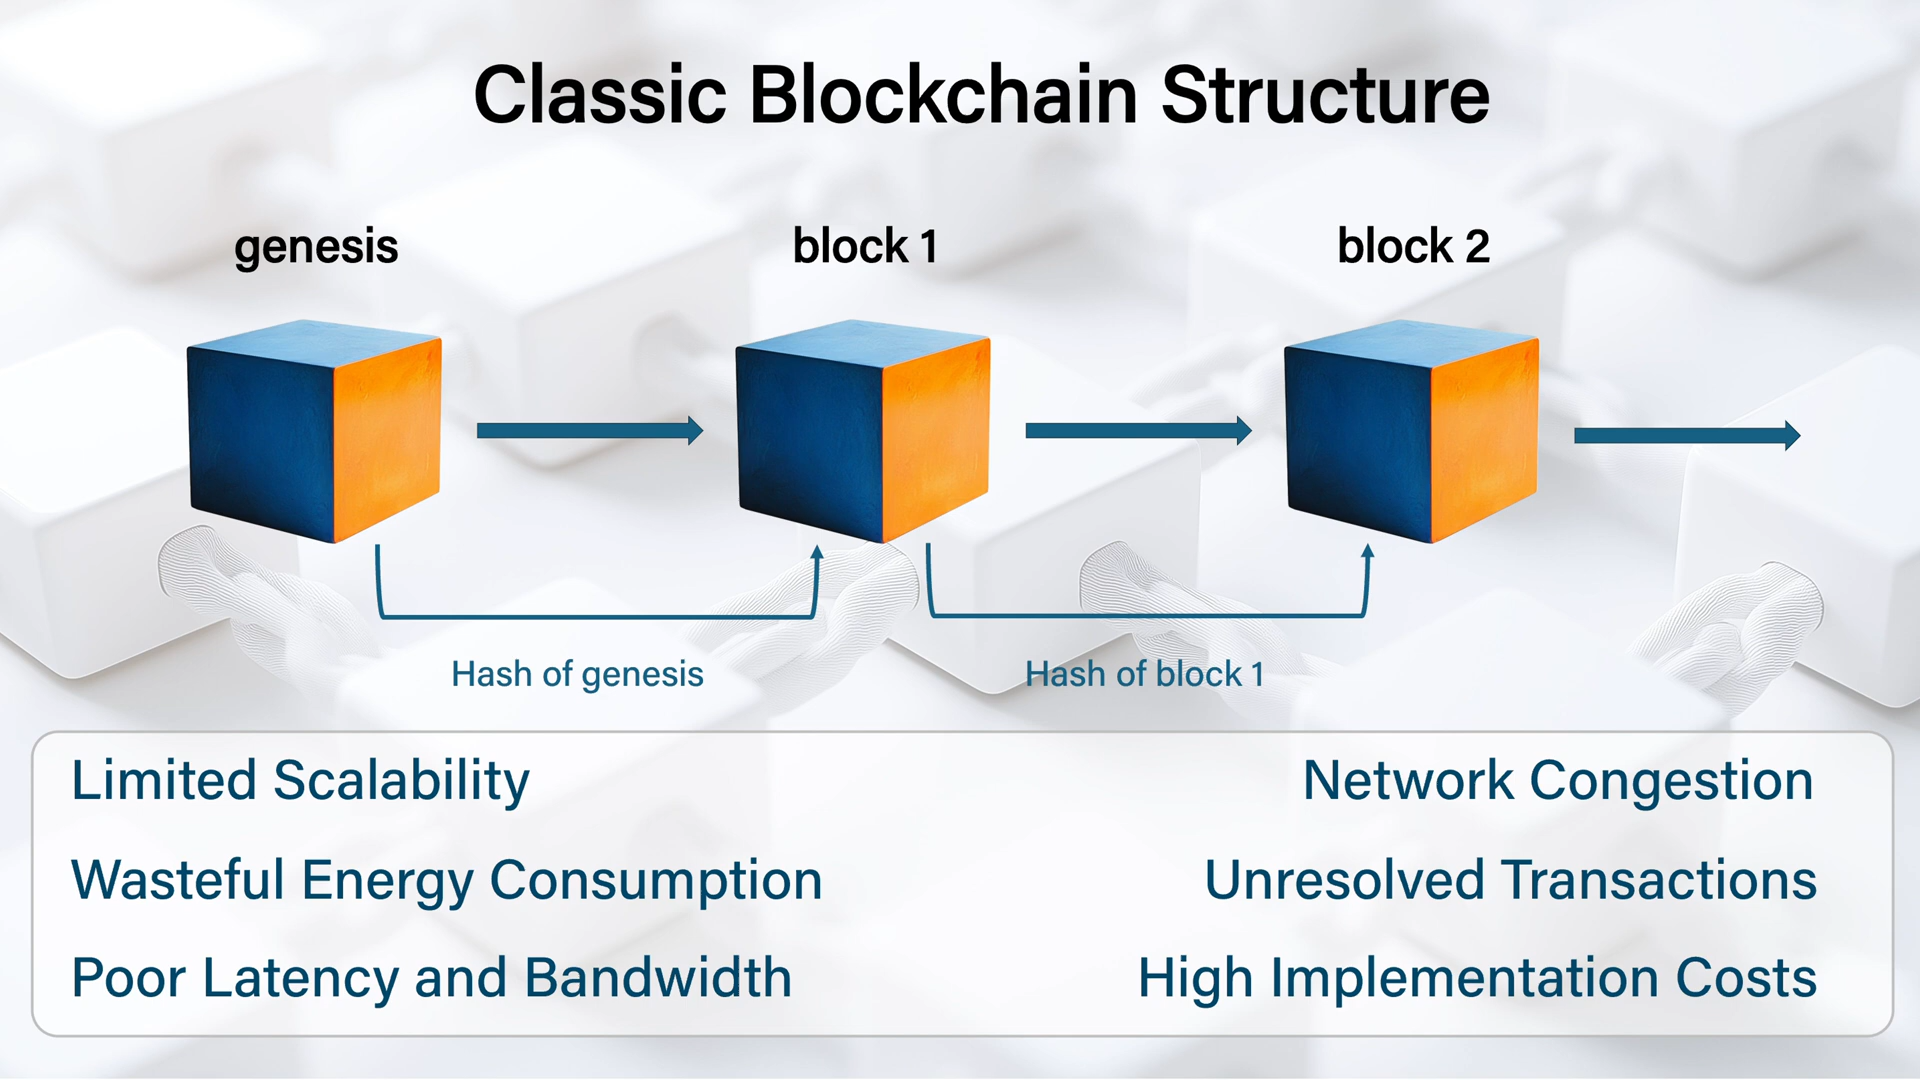 Classic Blockchain Structure
genesis
block 1
block 2
Hash of genesis
Hash of block 1
Limited Scalability
Network Congestion
Wasteful Energy Consumption
Unresolved Transactions
Poor Latency and Bandwidth
High Implementation Costs